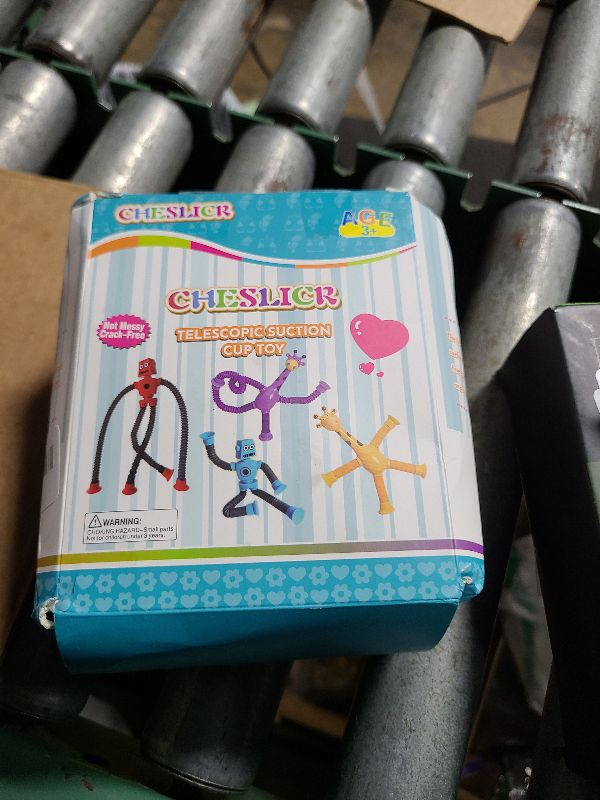 CHESLICR
AGE
3+
CHESLICR
Not Messy
Crack-Free
TELESCOPIC SUCTION
CUP TOY
WARNING:
CHOKING HAZARD-Small parts
Not for children under 3 years.